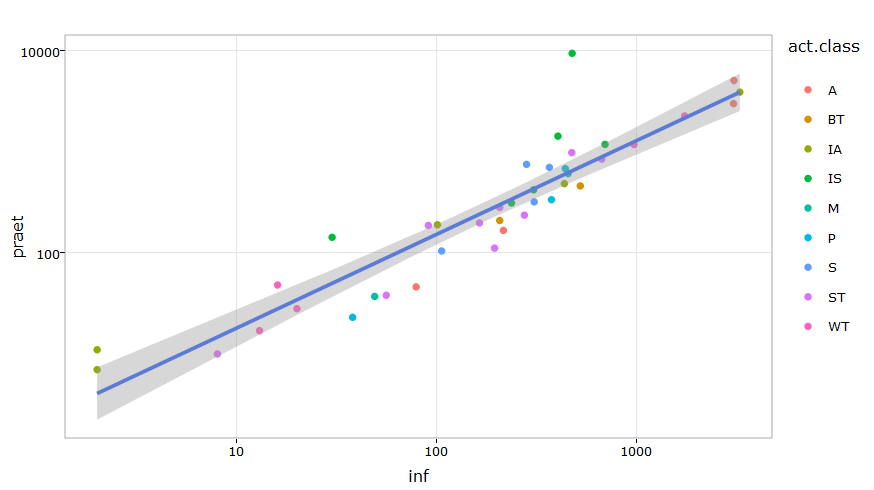 act.class
A
BT
IA
IS
M
P
S
ST
WT
praet
10000
100
10
100
1000
inf